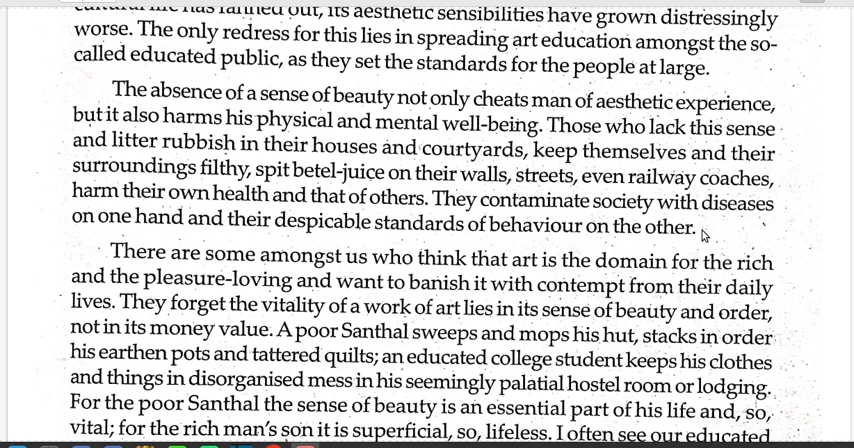 cultural life has fanned out, its aesthetic sensibilities have grown distressingly
worse. The only redress for this lies in spreading art education amongst the so-
called educated public, as they set the standards for the people at large.
The absence of a sense of beauty not only cheats man of aesthetic experience,
but it also harms his physical and mental well-being. Those who lack this sense
and litter rubbish in their houses and courtyards, keep themselves and their
surroundings filthy, spit betel-juice on their walls, streets, even railway coaches,
harm their own health and that of others. They contaminate society with diseases
on one hand and their despicable standards of behaviour on the other.
There are some amongst us who think that art is the domain for the rich
and the pleasure-loving and want to banish it with contempt from their daily
lives. They forget the vitality of a work of art lies in its sense of beauty and order,
not in its money value. A poor Santhal sweeps and mops his hut, stacks in order
his earthen pots and tattered quilts; an educated college student keeps his clothes
and things in disorganised mess in his seemingly palatial hostel room or lodging.
For the poor Santhal the sense of beauty is an essential part of his life and, so,
vital; for the rich man's son it is superficial, so, lifeless. I often see our educated